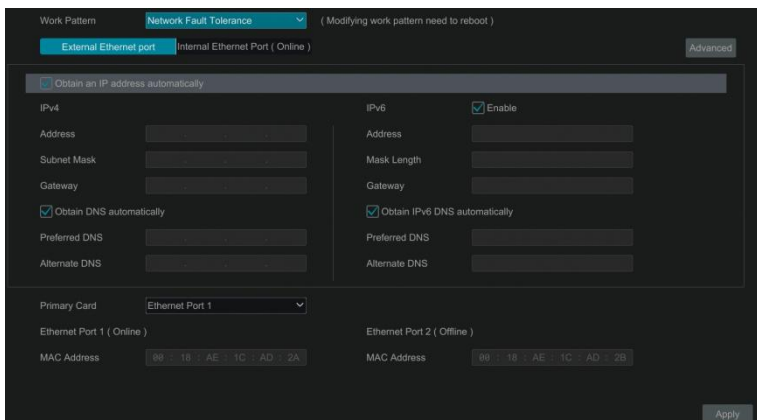 Work Pattern Network Fault Tolerance ( Modifying work pattern need to reboot )
External Ethernet port Internal Ethernet Port ( Online ) Advanced
Obtain an IP address automatically
IPv4 IPv6 Enable
Address Address
Subnet Mask Mask Length
Gateway Gateway
Obtain DNS automatically Obtain IPv6 DNS automatically
Preferred DNS Preferred DNS
Alternate DNS Alternate DNS
Primary Card Ethernet Port 1
Ethernet Port 1 ( Online ) Ethernet Port 2 ( Offline )
MAC Address 00 : 18 : AE : 1C : AD : 2A MAC Address 00 : 18 : AE : 1C : AD : 2B
Apply